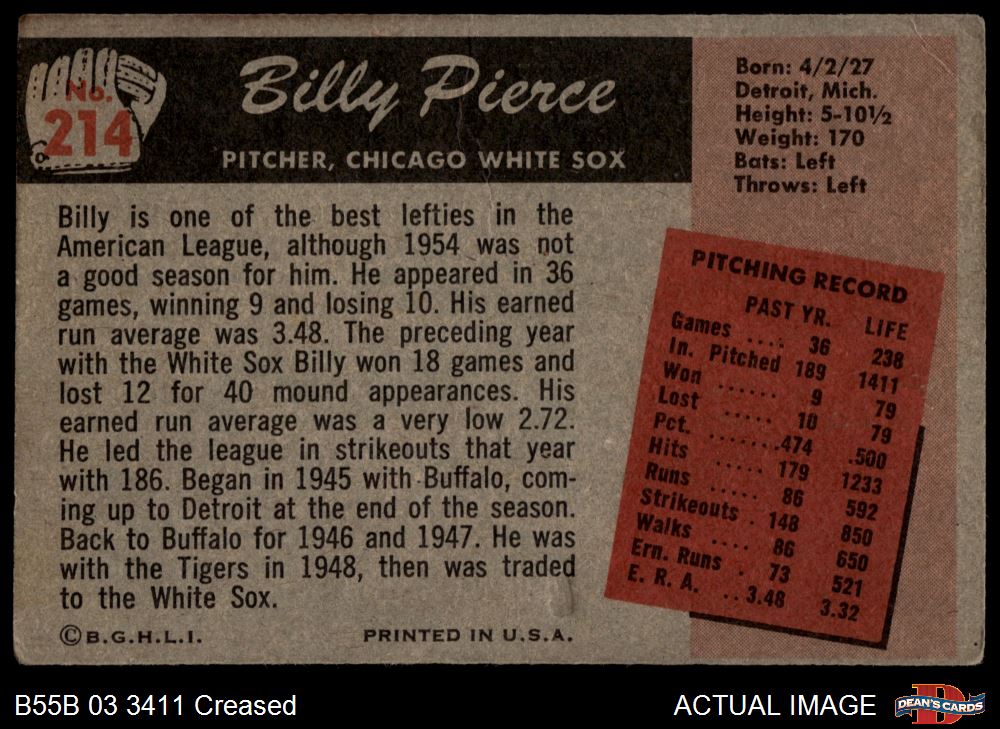 No.
214
Billy Pierce
PITCHER, CHICAGO WHITE SOX
Born: 4/2/27
Detroit, Mich.
Height: 5-10½
Weight: 170
Bats: Left
Throws: Left
Billy is one of the best lefties in the
American League, although 1954 was not
a good season for him. He appeared in 36
games, winning 9 and losing 10. His earned
run average was 3.48. The preceding year
with the White Sox Billy won 18 games and
lost 12 for 40 mound appearances. His
earned run average was a very low 2.72.
He led the league in strikeouts that year
with 186. Began in 1945 with Buffalo, com-
ing up to Detroit at the end of the season.
Back to Buffalo for 1946 and 1947. He was
with the Tigers in 1948, then was traded
to the White Sox.
©B.G.H.L.I. PRINTED IN U.S.A.
PITCHING RECORD
PAST YR. LIFE
Games .... 36 238
In. Pitched 189 1411
Won ..... 9 79
Lost ..... 10 79
Pct. ....... .474 .500
Hits ..... 179 1233
Runs ..... 86 592
Strikeouts . 148 850
Walks .... 86 650
Ern. Runs . 73 521
E. R. A. .. 3.48 3.32
B55B 03 3411 Creased
ACTUAL IMAGE
D
DEAN'S CARDS